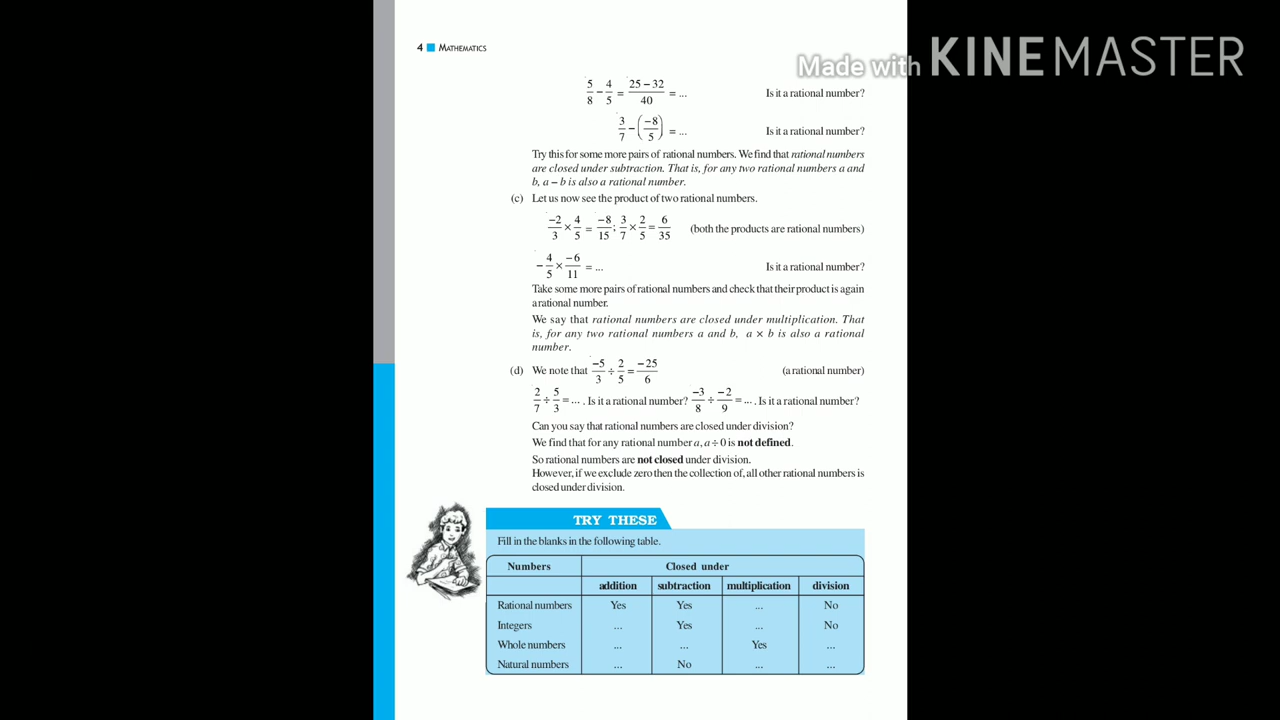 Made with KINEMASTER
4 ■ MATHEMATICS
5/8 − 4/5 = (25 − 32)/40 = ... Is it a rational number?
3/7 − (−8/5) = ... Is it a rational number?
Try this for some more pairs of rational numbers. We find that rational numbers
are closed under subtraction. That is, for any two rational numbers a and
b, a – b is also a rational number.
(c) Let us now see the product of two rational numbers.
−2/3 × 4/5 = −8/15; 3/7 × 2/5 = 6/35 (both the products are rational numbers)
−4/5 × −6/11 = ... Is it a rational number?
Take some more pairs of rational numbers and check that their product is again
a rational number.
We say that rational numbers are closed under multiplication. That
is, for any two rational numbers a and b, a × b is also a rational
number.
(d) We note that −5/3 ÷ 2/5 = −25/6 (a rational number)
2/7 ÷ 5/3 = ... . Is it a rational number? −3/8 ÷ −2/9 = ... . Is it a rational number?
Can you say that rational numbers are closed under division?
We find that for any rational number a, a ÷ 0 is not defined.
So rational numbers are not closed under division.
However, if we exclude zero then the collection of, all other rational numbers is
closed under division.
TRY THESE
Fill in the blanks in the following table.
Numbers Closed under
addition subtraction multiplication division
Rational numbers Yes Yes ... No
Integers ... Yes ... No
Whole numbers ... ... Yes ...
Natural numbers ... No ... ...